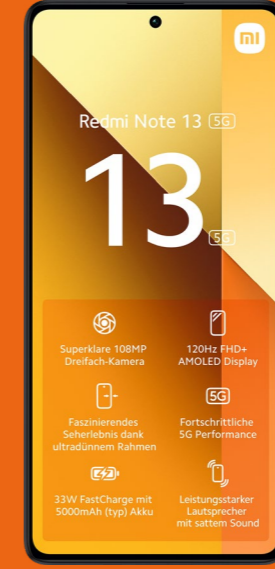 mi
Redmi Note 13 5G
13
5G
Superklare 108MP
Dreifach-Kamera
120Hz FHD+
AMOLED Display
Faszinierendes
Seherlebnis dank
ultradünnem Rahmen
5G
Fortschrittliche
5G Performance
33W FastCharge mit
5000mAh (typ) Akku
Leistungsstarker
Lautsprecher
mit sattem Sound